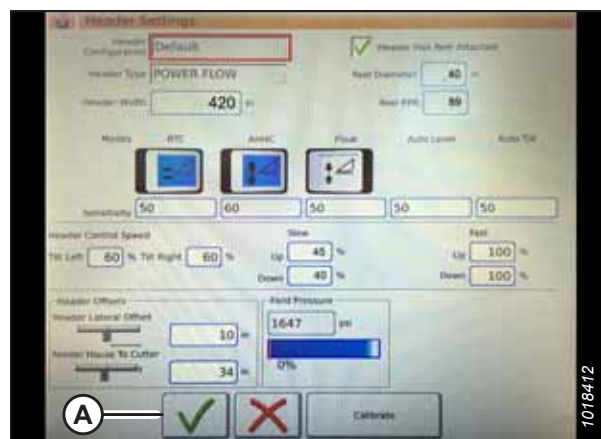 Header Settings
Header Configuration Default
Header Has Reel Attached
Header Type POWER FLOW
Reel Diameter 40 in
Header Width 420 in
Reel PPR 89
Modes RTC AHHC Float Auto Level Auto Tilt
Sensitivity 50 60 50 50 50
Header Control Speed
Slow Fast
Tilt Left 60 % Tilt Right 60 % Up 45 % Up 100 %
Down 40 % Down 100 %
Header Offsets
Field Pressure
Header Lateral Offset
1647 psi
10 in
0%
Feeder House To Cutter
34 in
A
Calibrate
1018412